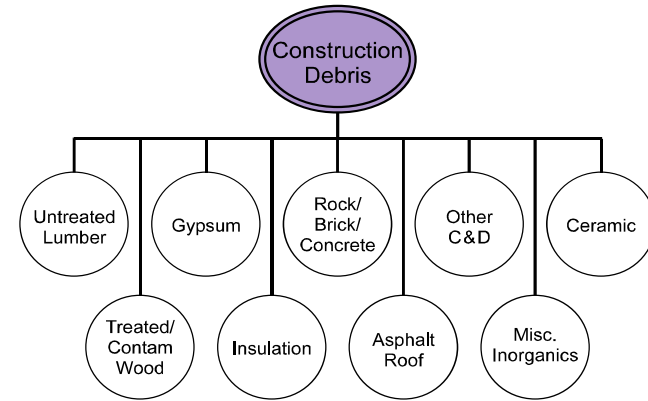 Construction
Debris
Untreated
Lumber
Gypsum
Rock/
Brick/
Concrete
Other
C&D
Ceramic
Treated/
Contam
Wood
Insulation
Asphalt
Roof
Misc.
Inorganics